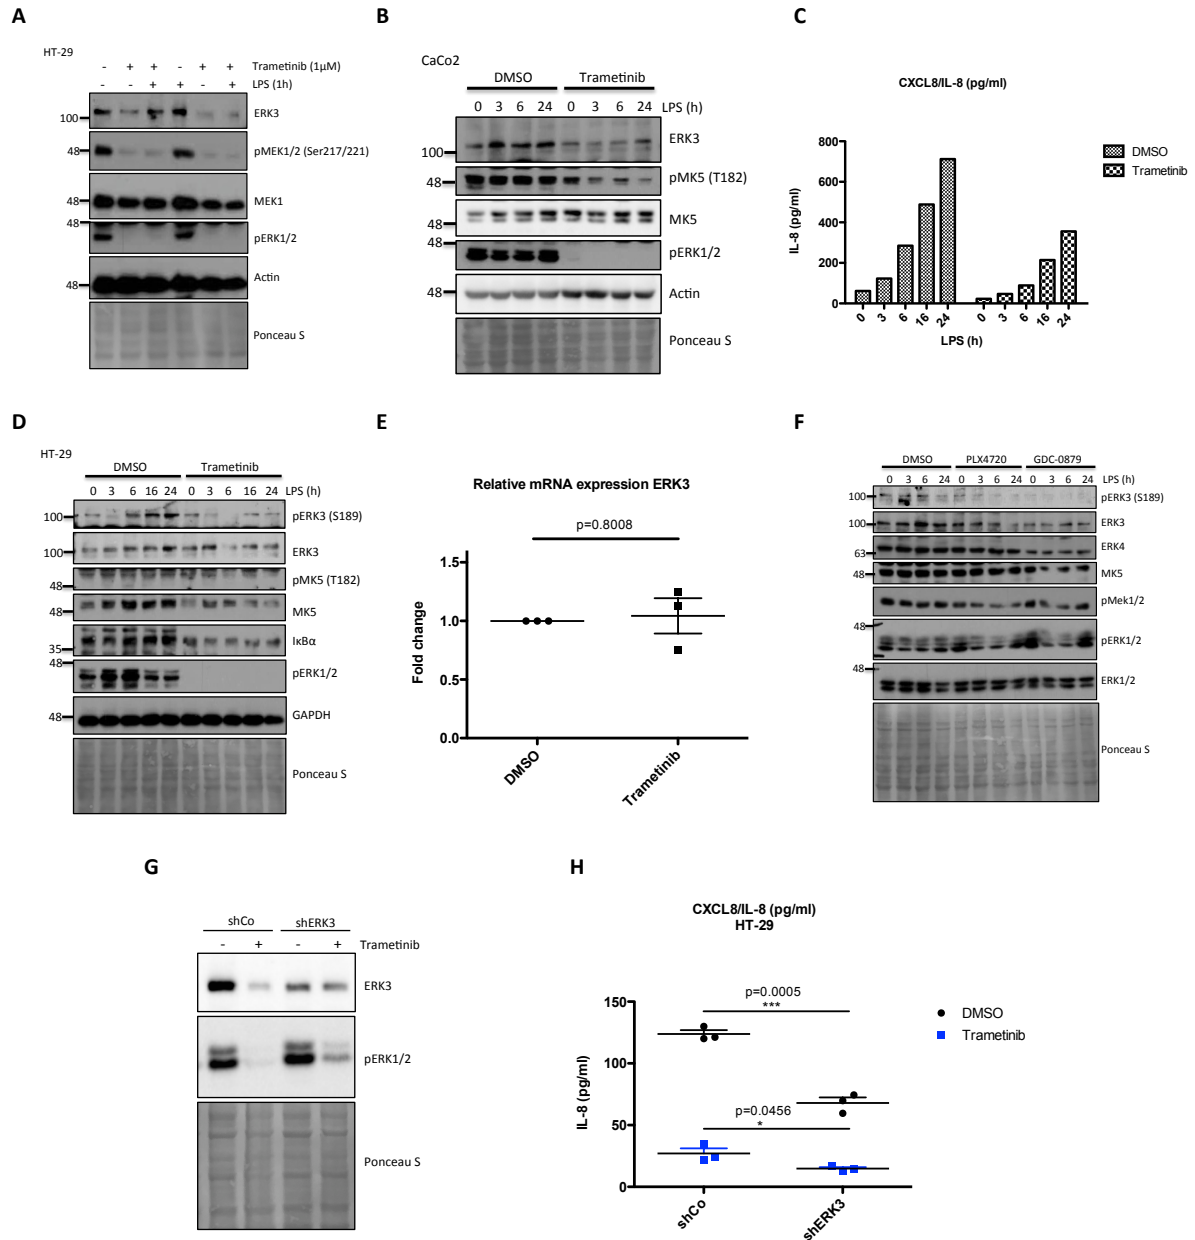 A
HT-29
- + + - + + Trametinib (1μM)
- - + + - + LPS (1h)
100 ERK3
48 pMEK1/2 (Ser217/221)
48 MEK1
48 pERK1/2
48 Actin
Ponceau S
B
CaCo2
DMSO Trametinib
0 3 6 24 0 3 6 24 LPS (h)
100 ERK3
48 pMK5 (T182)
48 MK5
48 pERK1/2
48 Actin
Ponceau S
C
CXCL8/IL-8 (pg/ml)
IL-8 (pg/ml)
800
600
400
200
0
0 3 6 16 24 0 3 6 16 24
LPS (h)
DMSO
Trametinib
D
HT-29
DMSO Trametinib
0 3 6 16 24 0 3 6 16 24 LPS (h)
100 pERK3 (S189)
100 ERK3
48 pMK5 (T182)
48 MK5
35 IκBα
48 pERK1/2
48 GAPDH
Ponceau S
E
Relative mRNA expression ERK3
p=0.8008
Fold change
1.5
1.0
0.5
0.0
DMSO
Trametinib
F
DMSO PLX4720 GDC-0879
0 3 6 24 0 3 6 24 0 3 6 24 LPS (h)
100 pERK3 (S189)
100 ERK3
63 ERK4
48 MK5
pMek1/2
48 pERK1/2
48 ERK1/2
Ponceau S
G
shCo shERK3
- + - + Trametinib
ERK3
pERK1/2
Ponceau S
H
CXCL8/IL-8 (pg/ml)
HT-29
IL-8 (pg/ml)
150
100
50
0
p=0.0005
***
p=0.0456
*
shCo
shERK3
DMSO
Trametinib